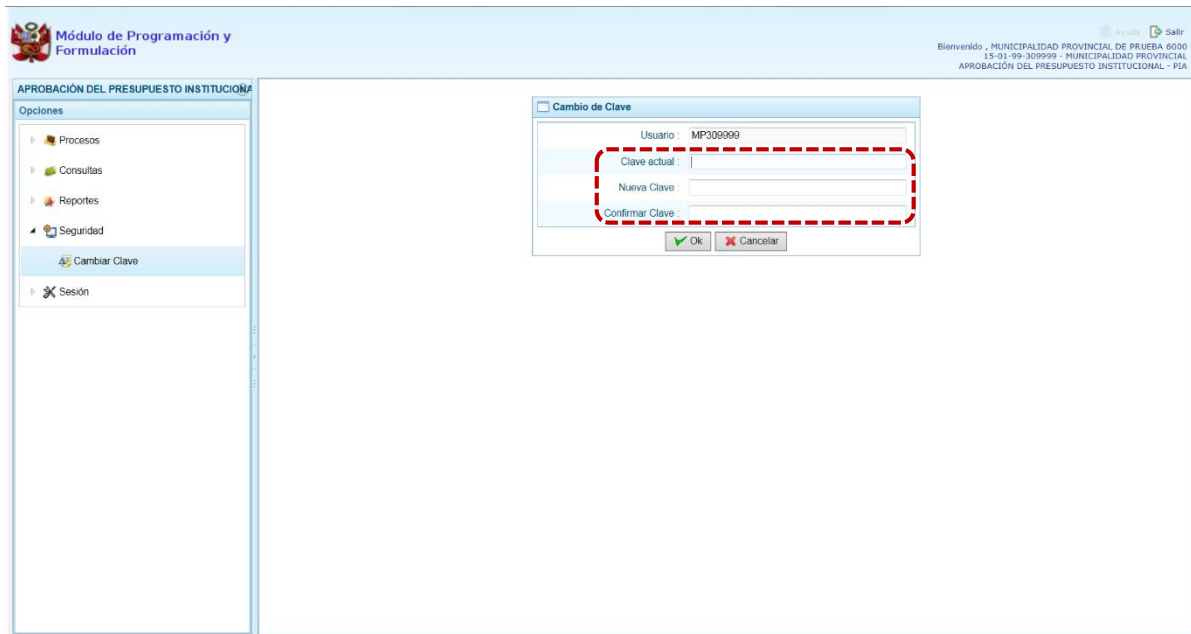 Módulo de Programación y
Formulación
Ayuda Salir
Bienvenido , MUNICIPALIDAD PROVINCIAL DE PRUEBA 6000
15-01-99-309999 - MUNICIPALIDAD PROVINCIAL
APROBACIÓN DEL PRESUPUESTO INSTITUCIONAL - PIA
APROBACIÓN DEL PRESUPUESTO INSTITUCIONA
Opciones
Procesos
Consultas
Reportes
Seguridad
Cambiar Clave
Sesión
Cambio de Clave
Usuario : MP309999
Clave actual :
Nueva Clave :
Confirmar Clave :
Ok Cancelar